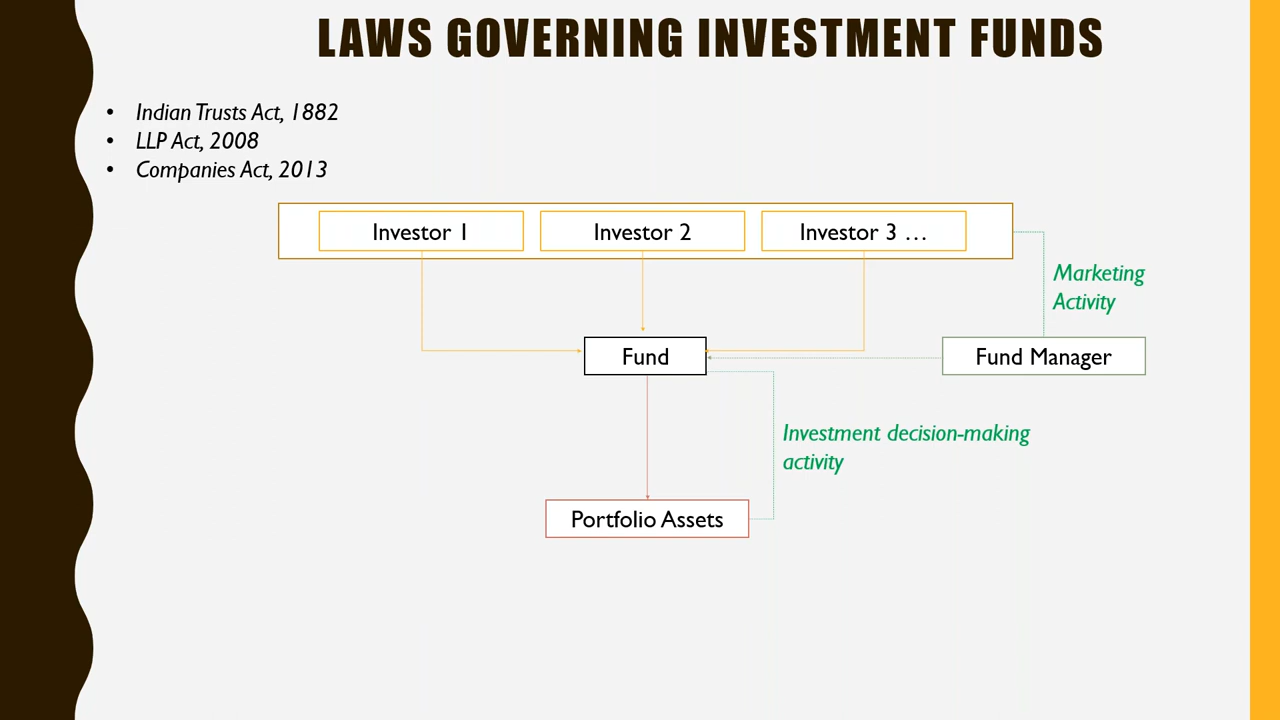 LAWS GOVERNING INVESTMENT FUNDS
• Indian Trusts Act, 1882
• LLP Act, 2008
• Companies Act, 2013
Investor 1
Investor 2
Investor 3 …
Marketing
Activity
Fund
Fund Manager
Investment decision-making
activity
Portfolio Assets